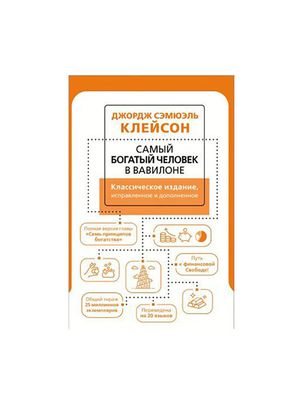 ДЖОРДЖ СЭМЮЭЛЬ
КЛЕЙСОН
САМЫЙ
БОГАТЫЙ ЧЕЛОВЕК
В ВАВИЛОНЕ
Классическое издание,
исправленное и дополненное
Полная версия главы
«Семь принципов
богатства»
Путь
к финансовой
Свободе!
Общий тираж
25 миллионов
экземпляров
Переведена
на 20 языков